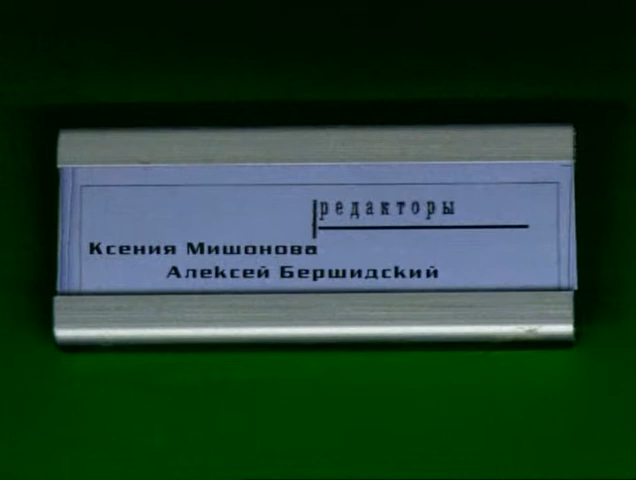 редакторы
Ксения Мишонова
Алексей Бершидский